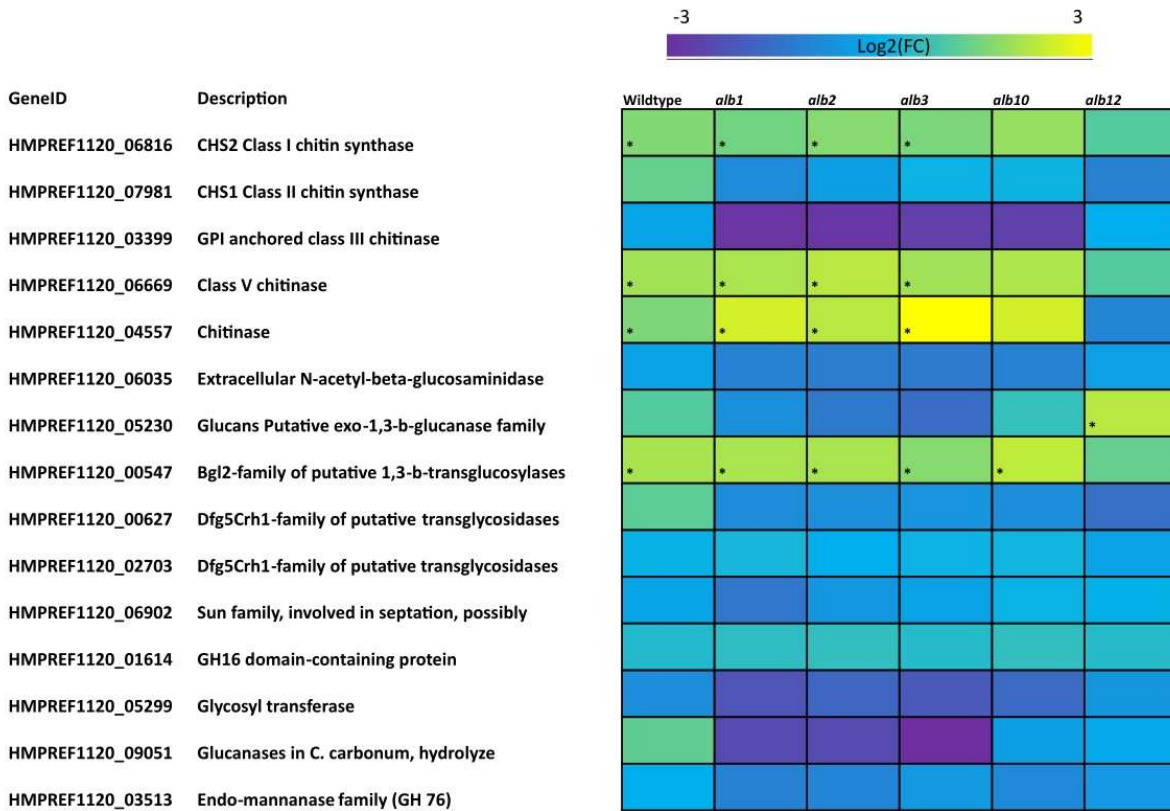 -3 3
Log2(FC)
GeneID Description Wildtype alb1 alb2 alb3 alb10 alb12
HMPREF1120_06816 CHS2 Class I chitin synthase * * * *
HMPREF1120_07981 CHS1 Class II chitin synthase
HMPREF1120_03399 GPI anchored class III chitinase
HMPREF1120_06669 Class V chitinase * * * *
HMPREF1120_04557 Chitinase * * * *
HMPREF1120_06035 Extracellular N-acetyl-beta-glucosaminidase
HMPREF1120_05230 Glucans Putative exo-1,3-b-glucanase family *
HMPREF1120_00547 Bgl2-family of putative 1,3-b-transglucosylases * * * * *
HMPREF1120_00627 Dfg5Crh1-family of putative transglycosidases
HMPREF1120_02703 Dfg5Crh1-family of putative transglycosidases
HMPREF1120_06902 Sun family, involved in septation, possibly
HMPREF1120_01614 GH16 domain-containing protein
HMPREF1120_05299 Glycosyl transferase
HMPREF1120_09051 Glucanases in C. carbonum, hydrolyze
HMPREF1120_03513 Endo-mannanase family (GH 76)